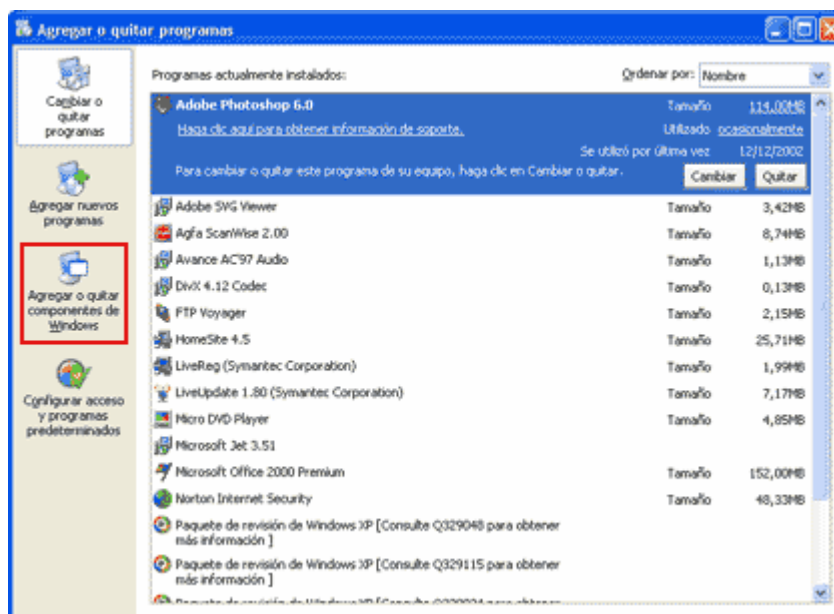 Agregar o quitar programas
Cambiar o
quitar
programas
Agregar nuevos
programas
Agregar o quitar
componentes de
Windows
Configurar acceso
y programas
predeterminados
Programas actualmente instalados:
Ordenar por: Nombre
Adobe Photoshop 6.0 Tamaño 114,00MB
Haga clic aquí para obtener información de soporte. Utilizado ocasionalmente
Se utilizó por última vez 12/12/2002
Para cambiar o quitar este programa de su equipo, haga clic en Cambiar o quitar. Cambiar Quitar
Adobe SVG Viewer Tamaño 3,42MB
Agfa ScanWise 2.00 Tamaño 8,74MB
Avance AC'97 Audio Tamaño 1,13MB
DivX 4.12 Codec Tamaño 0,13MB
FTP Voyager Tamaño 2,15MB
HomeSite 4.5 Tamaño 25,71MB
LiveReg (Symantec Corporation) Tamaño 1,99MB
LiveUpdate 1.80 (Symantec Corporation) Tamaño 7,17MB
Micro DVD Player Tamaño 4,85MB
Microsoft Jet 3.51
Microsoft Office 2000 Premium Tamaño 152,00MB
Norton Internet Security Tamaño 48,33MB
Paquete de revisión de Windows XP [Consulte Q329048 para obtener
más información ]
Paquete de revisión de Windows XP [Consulte Q329115 para obtener
más información ]